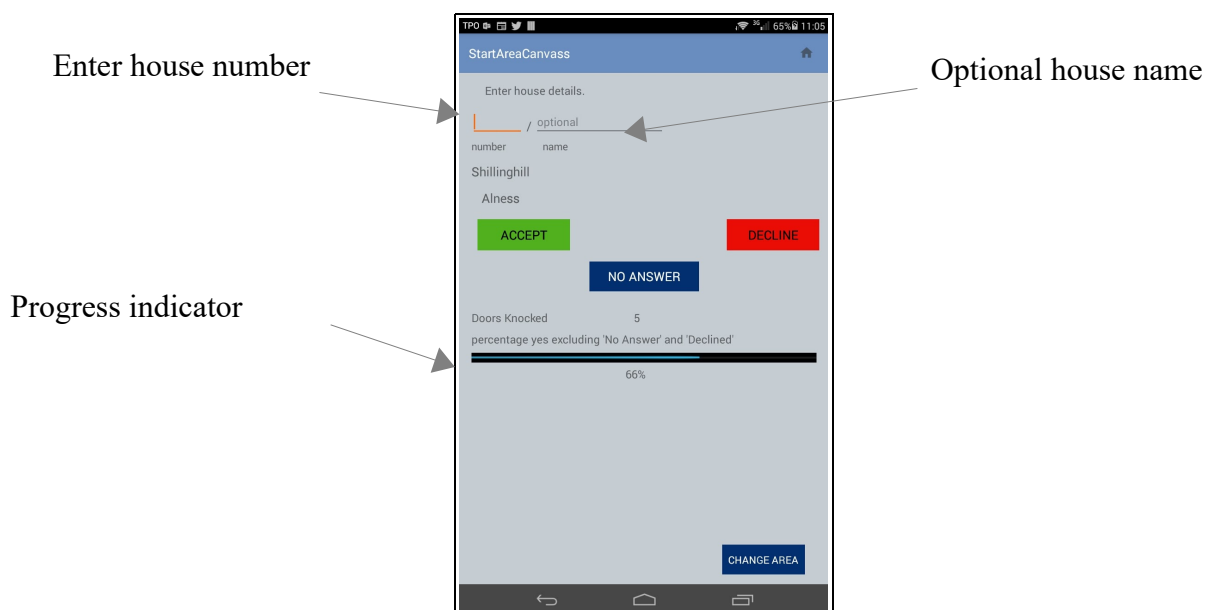 TPO 3G 65% 11:05
StartAreaCanvass
Enter house number
Optional house name
Enter house details.
/ optional
number name
Shillinghill
Alness
ACCEPT DECLINE
NO ANSWER
Progress indicator
Doors Knocked 5
percentage yes excluding 'No Answer' and 'Declined'
66%
CHANGE AREA